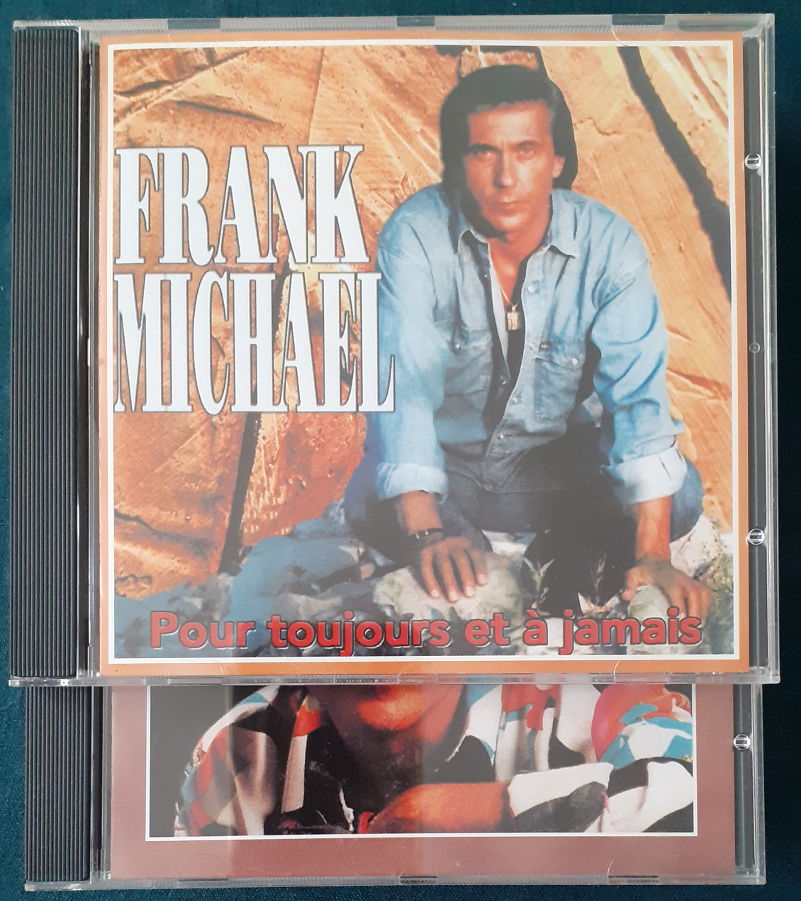 FRANK
MICHAEL
Pour toujours et à jamais